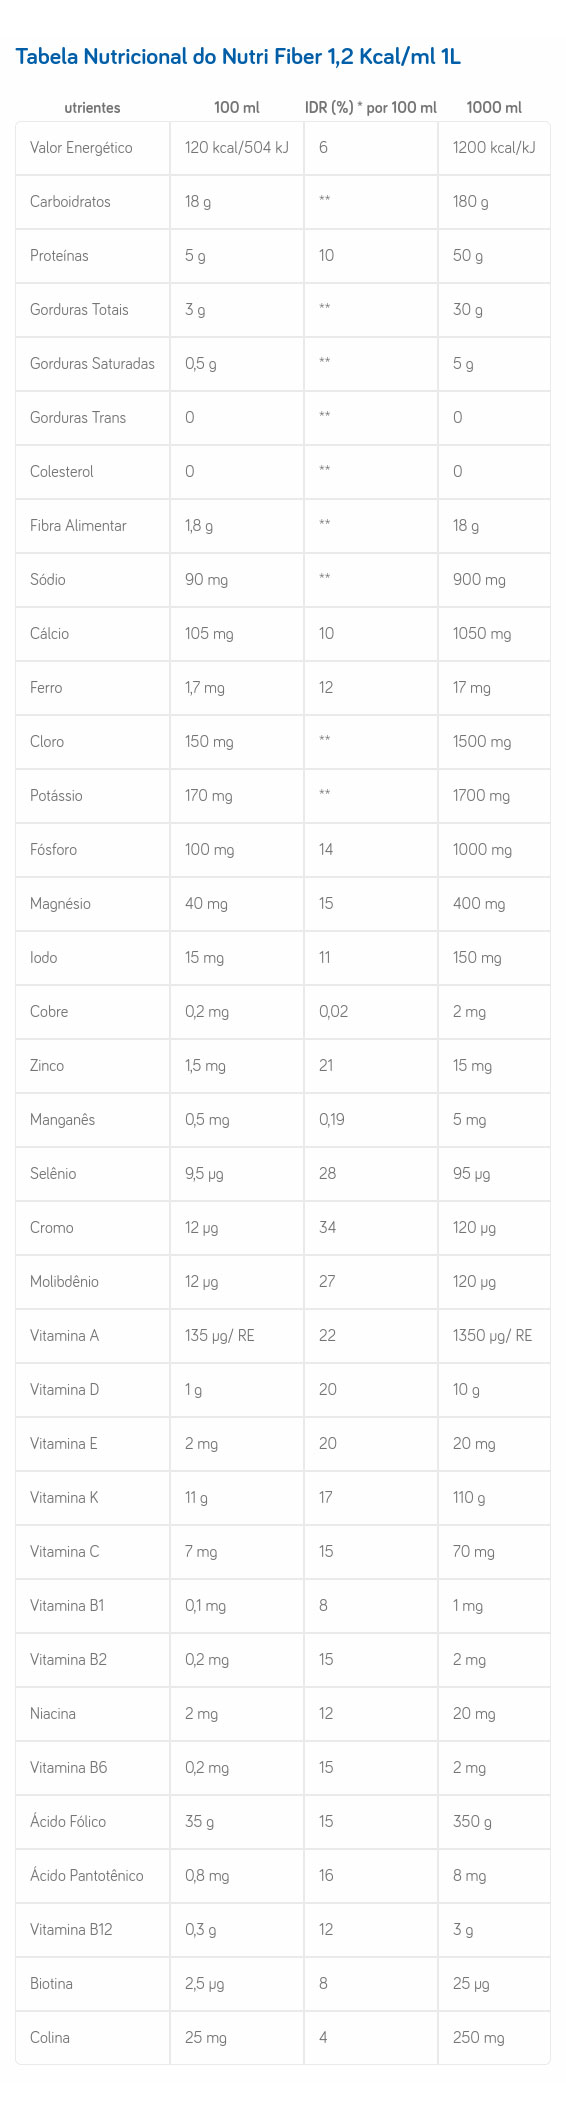 Tabela Nutricional do Nutri Fiber 1,2 Kcal/ml 1L
utrientes 100 ml IDR (%) * por 100 ml 1000 ml
Valor Energético 120 kcal/504 kJ 6 1200 kcal/kJ
Carboidratos 18 g ** 180 g
Proteínas 5 g 10 50 g
Gorduras Totais 3 g ** 30 g
Gorduras Saturadas 0,5 g ** 5 g
Gorduras Trans 0 ** 0
Colesterol 0 ** 0
Fibra Alimentar 1,8 g ** 18 g
Sódio 90 mg ** 900 mg
Cálcio 105 mg 10 1050 mg
Ferro 1,7 mg 12 17 mg
Cloro 150 mg ** 1500 mg
Potássio 170 mg ** 1700 mg
Fósforo 100 mg 14 1000 mg
Magnésio 40 mg 15 400 mg
Iodo 15 mg 11 150 mg
Cobre 0,2 mg 0,02 2 mg
Zinco 1,5 mg 21 15 mg
Manganês 0,5 mg 0,19 5 mg
Selênio 9,5 µg 28 95 µg
Cromo 12 µg 34 120 µg
Molibdênio 12 µg 27 120 µg
Vitamina A 135 µg/ RE 22 1350 µg/ RE
Vitamina D 1 g 20 10 g
Vitamina E 2 mg 20 20 mg
Vitamina K 11 g 17 110 g
Vitamina C 7 mg 15 70 mg
Vitamina B1 0,1 mg 8 1 mg
Vitamina B2 0,2 mg 15 2 mg
Niacina 2 mg 12 20 mg
Vitamina B6 0,2 mg 15 2 mg
Ácido Fólico 35 g 15 350 g
Ácido Pantotênico 0,8 mg 16 8 mg
Vitamina B12 0,3 g 12 3 g
Biotina 2,5 µg 8 25 µg
Colina 25 mg 4 250 mg